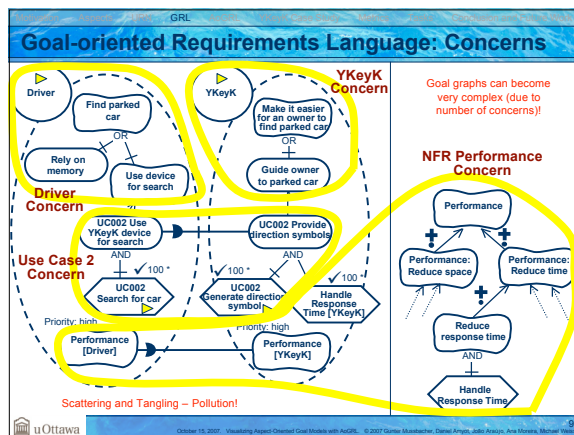 GRL
Goal-oriented Requirements Language: Concerns
Driver
Find parked
car
OR
Rely on
memory
Use device
for search
Driver
Concern
YKeyK
YKeyK
Concern
Make it easier
for an owner to
find parked car
OR
Guide owner
to parked car
Goal graphs can become
very complex (due to
number of concerns)!
NFR Performance
Concern
Performance
Performance:
Reduce space
Performance:
Reduce time
Reduce
response time
AND
Handle
Response Time
Use Case 2
Concern
UC002 Use
YKeyK device
for search
UC002 Provide
direction symbols
AND
AND
100 *
100 *
100 *
UC002
Search for car
UC002
Generate direction
symbol
Handle
Response
Time [YKeyK]
Priority: high
Priority: high
Performance
[Driver]
Performance
[YKeyK]
Scattering and Tangling – Pollution!
uOttawa
October 15, 2007. Visualizing Aspect-Oriented Goal Models with AoGRL. © 2007 Gunter Mussbacher, Daniel Amyot, João Araújo, Ana Moreira, Michael Weiss
9